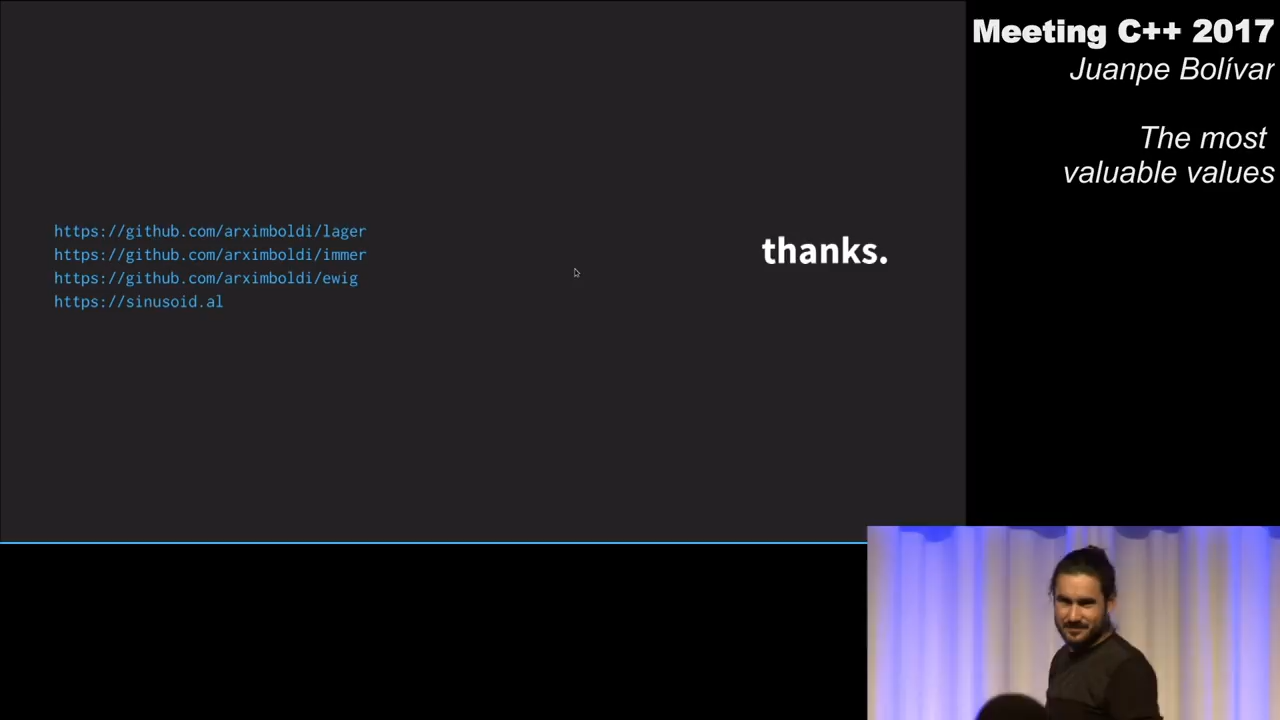 Meeting C++ 2017
Juanpe Bolívar
The most
valuable values
https://github.com/arximboldi/lager
https://github.com/arximboldi/immer
https://github.com/arximboldi/ewig
https://sinusoid.al
thanks.